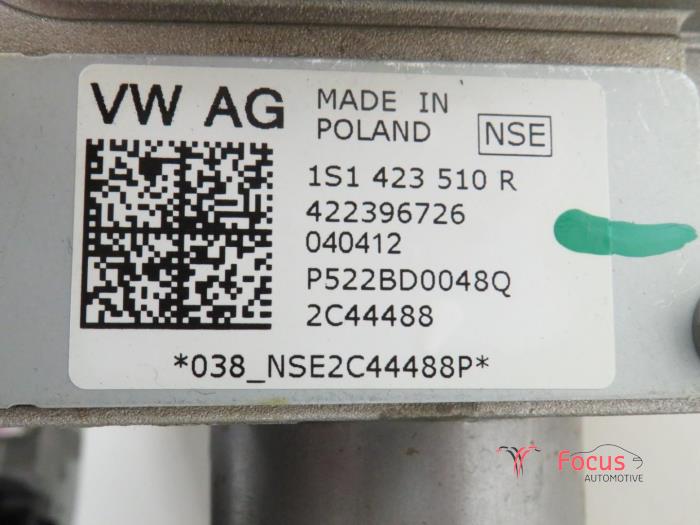 VW AG
MADE IN
POLAND
NSE
1S1 423 510 R
422396726
040412
P522BD0048Q
2C44488
*038_NSE2C44488P*
Focus
AUTOMOTIVE